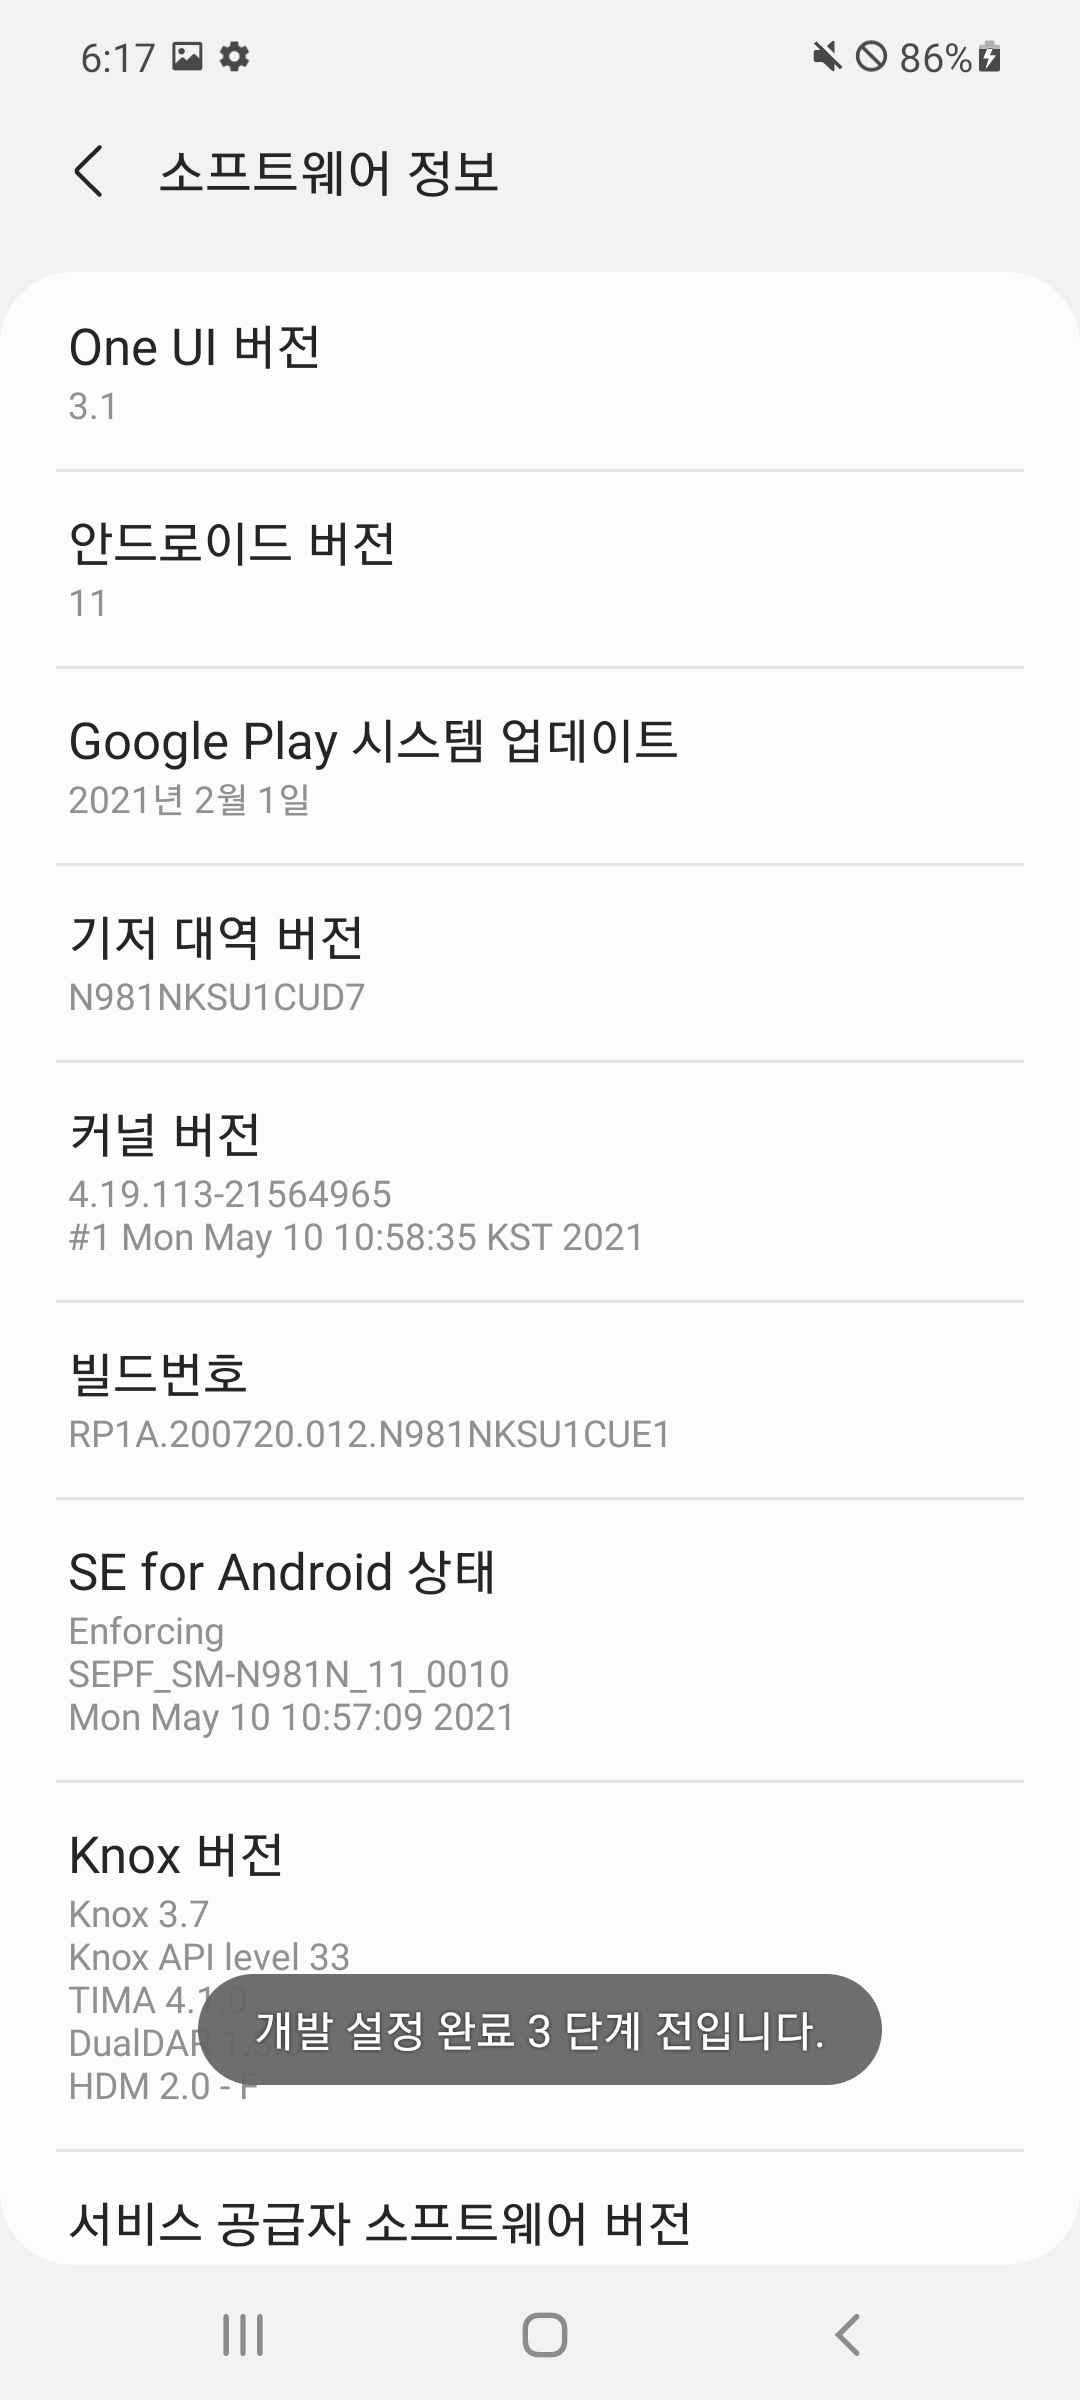 6:17
86%
소프트웨어 정보
One UI 버전
3.1
안드로이드 버전
11
Google Play 시스템 업데이트
2021년 2월 1일
기저 대역 버전
N981NKSU1CUD7
커널 버전
4.19.113-21564965
#1 Mon May 10 10:58:35 KST 2021
빌드번호
RP1A.200720.012.N981NKSU1CUE1
SE for Android 상태
Enforcing
SEPF_SM-N981N_11_0010
Mon May 10 10:57:09 2021
Knox 버전
Knox 3.7
Knox API level 33
TIMA 4.1.0
DualDAR
HDM 2.0 - F
개발 설정 완료 3 단계 전입니다.
서비스 공급자 소프트웨어 버전